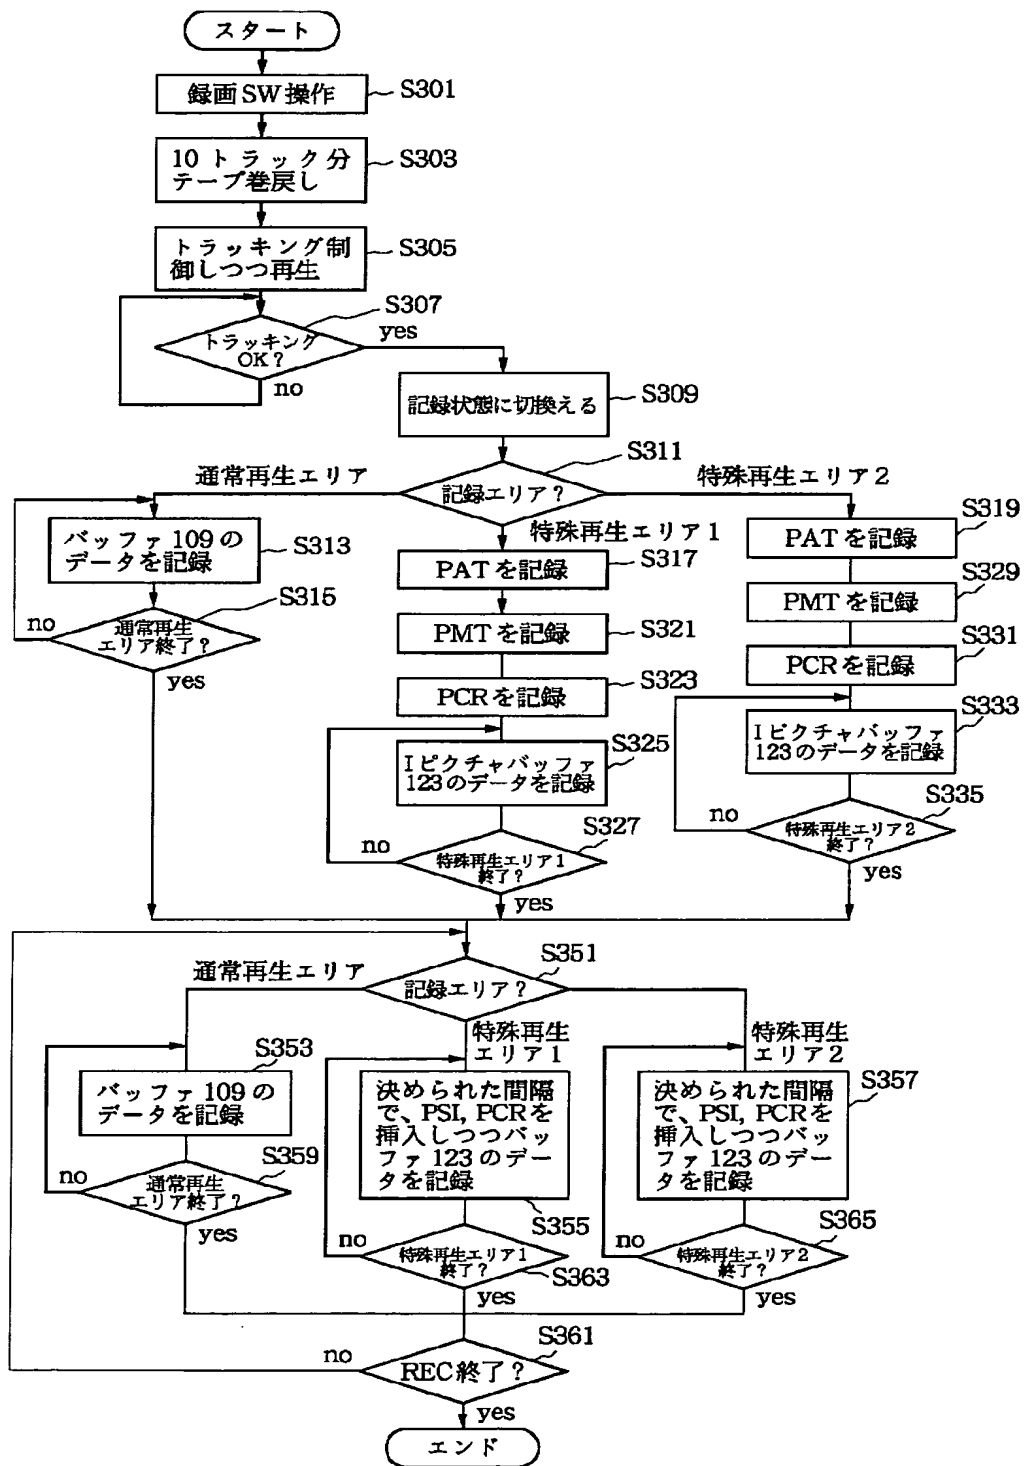 スタート
録画SW操作
S301
10トラック分
テープ巻戻し
S303
トラッキング制
御しつつ再生
S305
S307
トラッキング
OK?
yes
no
記録状態に切換える
S309
S311
記録エリア?
通常再生エリア
特殊再生エリア1
特殊再生エリア2
バッファ109の
データを記録
S313
S315
通常再生
エリア終了?
no
yes
PATを記録
S317
PMTを記録
S321
PCRを記録
S323
Iピクチャバッファ
123のデータを記録
S325
S327
特殊再生エリア1
終了?
no
yes
PATを記録
S319
PMTを記録
S329
PCRを記録
S331
Iピクチャバッファ
123のデータを記録
S333
S335
特殊再生エリア2
終了?
no
yes
S351
記録エリア?
通常再生エリア
特殊再生
エリア1
特殊再生
エリア2
S353
バッファ109の
データを記録
S359
通常再生
エリア終了?
no
yes
決められた間隔
で、PSI, PCRを
挿入しつつバッ
ファ123のデー
タを記録
S355
特殊再生エリア1
終了?
S363
no
yes
決められた間隔
で、PSI, PCRを
挿入しつつバッ
ファ123のデー
タを記録
S357
S365
特殊再生エリア2
終了?
no
yes
S361
REC終了?
no
yes
エンド